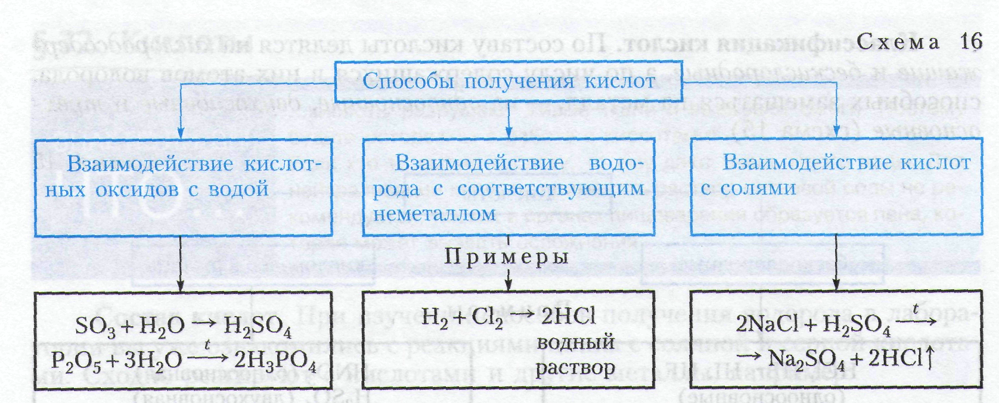 Схема 16
Способы получения кислот
Взаимодействие кислот-
ных оксидов с водой
Взаимодействие водо-
рода с соответствующим
неметаллом
Взаимодействие кислот
с солями
Примеры
SO₃ + H₂O → H₂SO₄
t
P₂O₅ + 3H₂O → 2H₃PO₄
H₂ + Cl₂ → 2HCl
водный
раствор
t
2NaCl + H₂SO₄ →
→ Na₂SO₄ + 2HCl↑